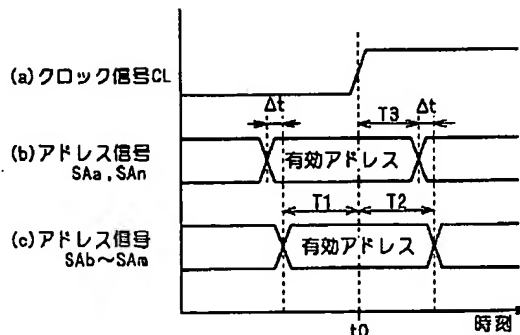 (a)クロック信号CL
Δt
T3
Δt
(b)アドレス信号
SAa,SAn
有効アドレス
T1
T2
(c)アドレス信号
SAb~SAm
有効アドレス
t0
時刻